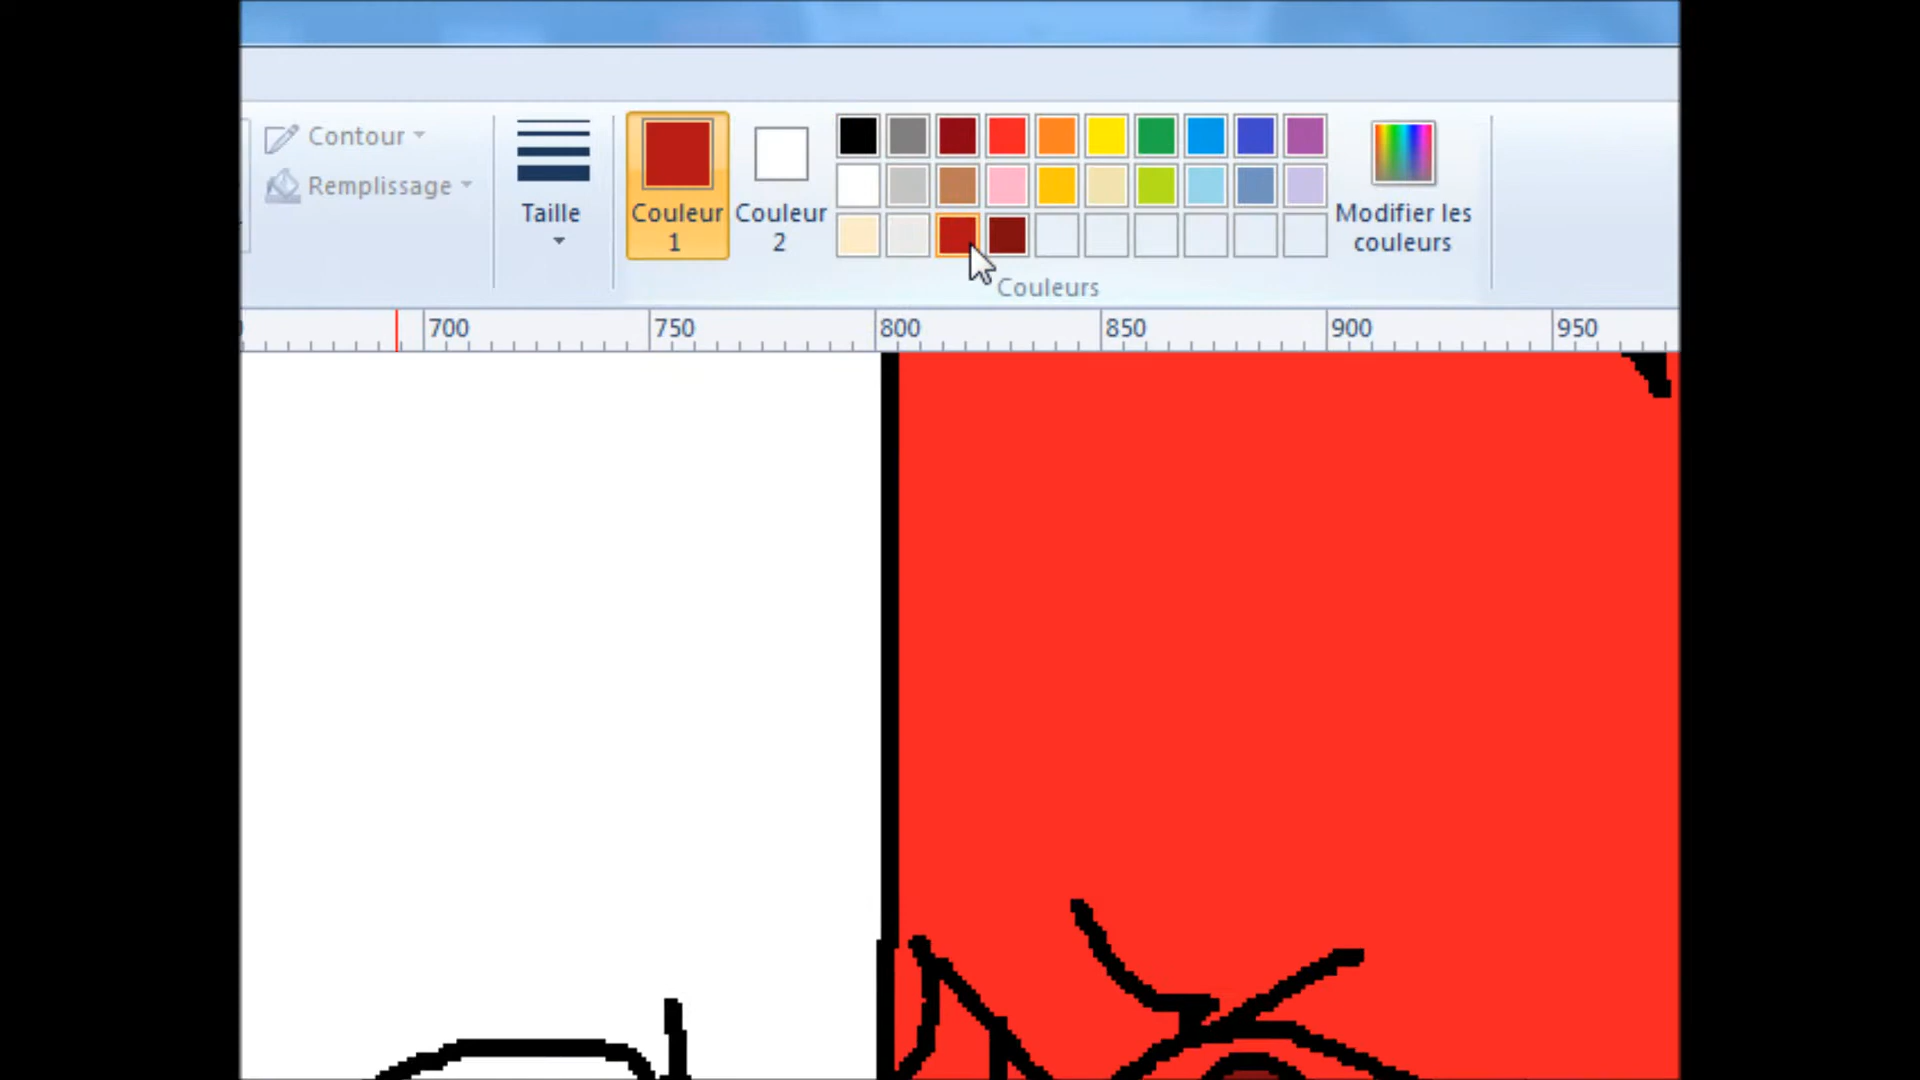 Contour
Remplissage
Taille
Couleur
1
Couleur
2
Modifier les
couleurs
Couleurs
700 750 800 850 900 950